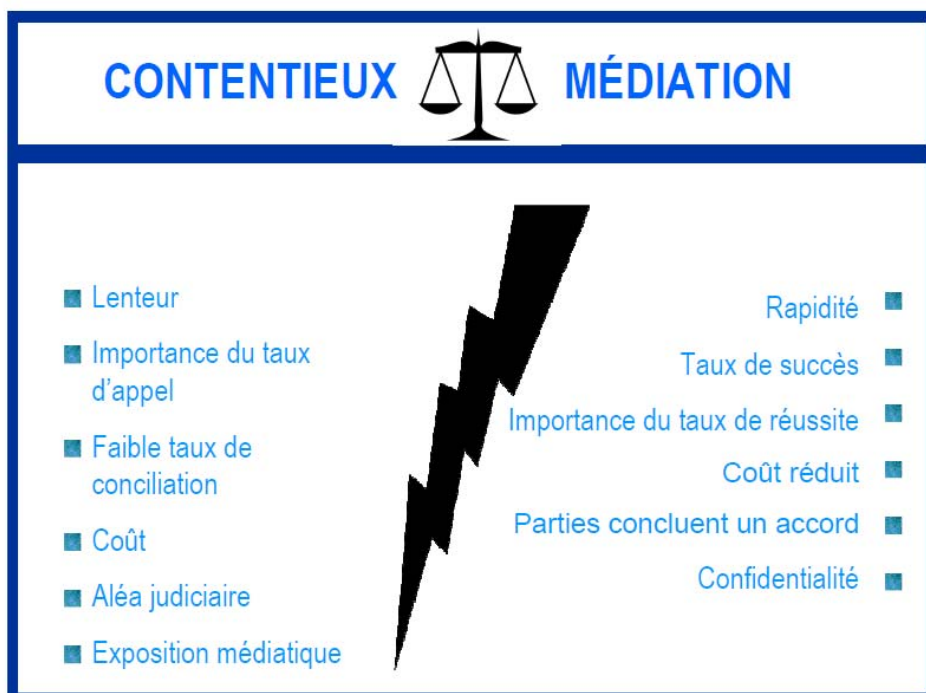 CONTENTIEUX MÉDIATION
Lenteur
Importance du taux
d'appel
Faible taux de
conciliation
Coût
Aléa judiciaire
Exposition médiatique
Rapidité
Taux de succès
Importance du taux de réussite
Coût réduit
Parties concluent un accord
Confidentialité